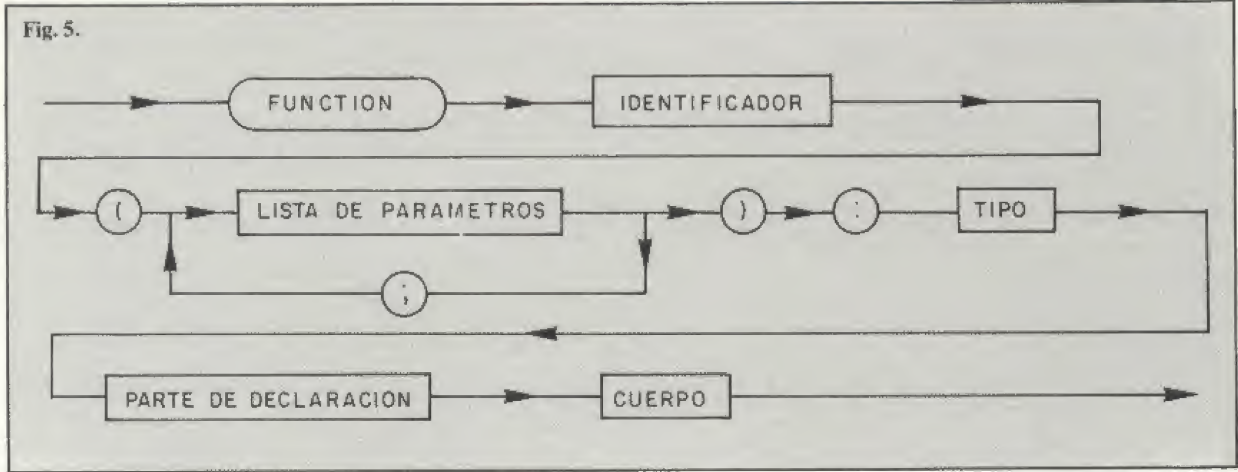 Fig. 5.
FUNCTION IDENTIFICADOR
( LISTA DE PARAMETROS ) : TIPO
;
PARTE DE DECLARACION CUERPO